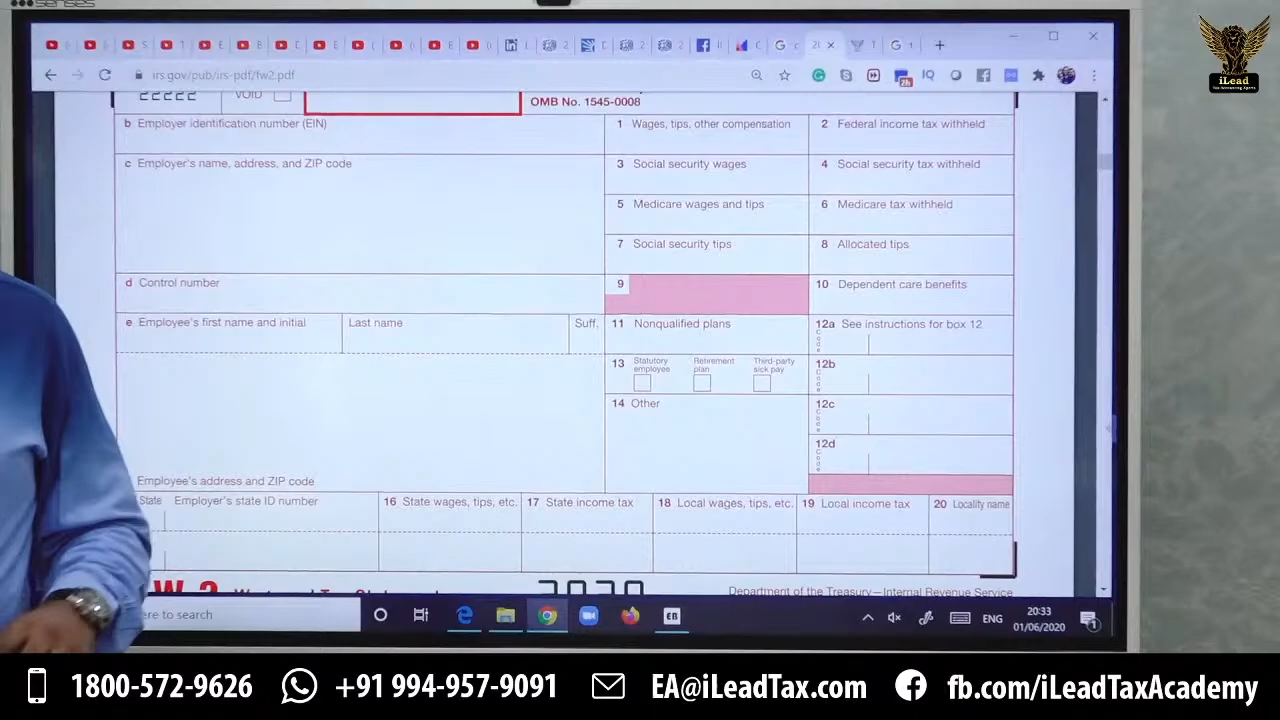 iLead
irs.gov/pub/irs-pdf/fw2.pdf
22222
VOID
OMB No. 1545-0008
b Employer identification number (EIN)
1 Wages, tips, other compensation
2 Federal income tax withheld
c Employer's name, address, and ZIP code
3 Social security wages
4 Social security tax withheld
5 Medicare wages and tips
6 Medicare tax withheld
7 Social security tips
8 Allocated tips
d Control number
9
10 Dependent care benefits
e Employee's first name and initial
Last name
Suff.
11 Nonqualified plans
12a See instructions for box 12
Code
13 Statutory employee
Retirement plan
Third-party sick pay
12b
Code
14 Other
12c
Code
12d
Code
Employee's address and ZIP code
State Employer's state ID number
16 State wages, tips, etc.
17 State income tax
18 Local wages, tips, etc.
19 Local income tax
20 Locality name
W-2
2020
Department of the Treasury—Internal Revenue Service
ere to search
ENG
20:33
01/06/2020
1800-572-9626
+91 994-957-9091
EA@iLeadTax.com
fb.com/iLeadTaxAcademy